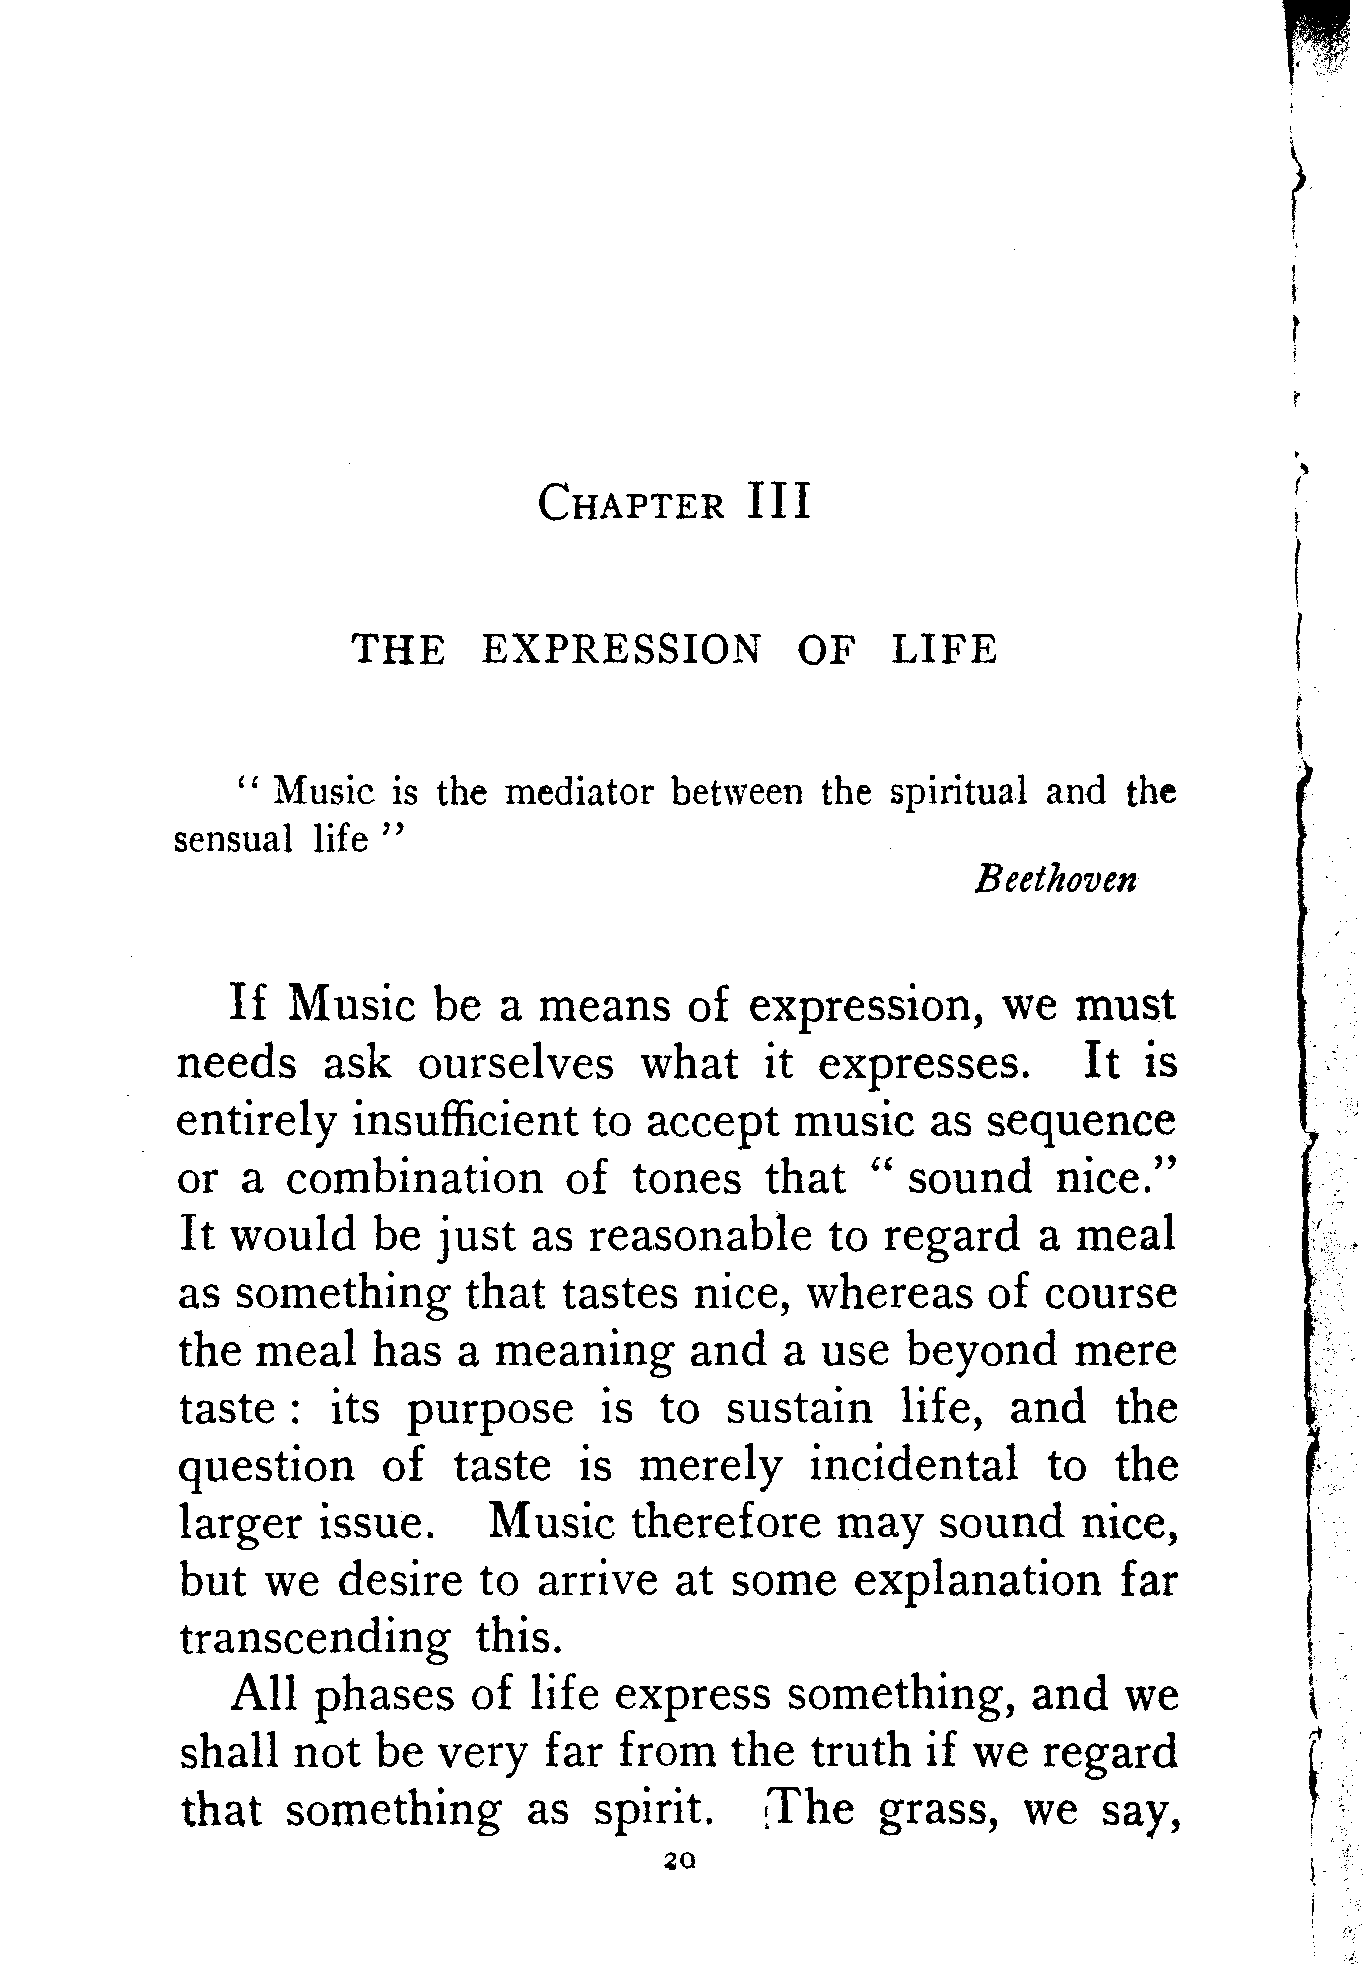 Chapter III
THE EXPRESSION OF LIFE
“ Music is the mediator between the spiritual and the
sensual life ”
Beethoven
If Music be a means of expression, we must
needs ask ourselves what it expresses. It is
entirely insufficient to accept music as sequence
or a combination of tones that “ sound nice.”
It would be just as reasonable to regard a meal
as something that tastes nice, whereas of course
the meal has a meaning and a use beyond mere
taste : its purpose is to sustain life, and the
question of taste is merely incidental to the
larger issue. Music therefore may sound nice,
but we desire to arrive at some explanation far
transcending this.
All phases of life express something, and we
shall not be very far from the truth if we regard
that something as spirit. The grass, we say,
20